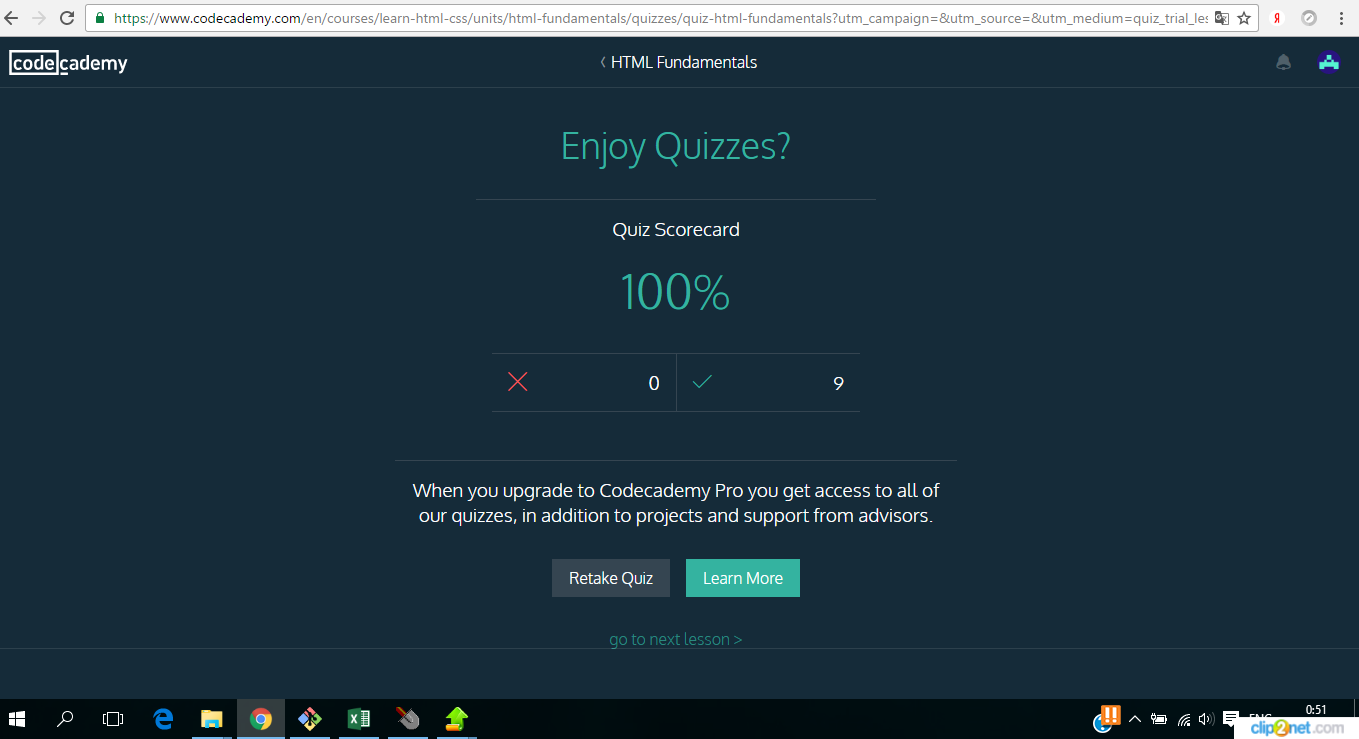 https://www.codecademy.com/en/courses/learn-html-css/units/html-fundamentals/quizzes/quiz-html-fundamentals?utm_campaign=&utm_source=&utm_medium=quiz_trial_les
Я
codecademy
‹ HTML Fundamentals
Enjoy Quizzes?
Quiz Scorecard
100%
0
9
When you upgrade to Codecademy Pro you get access to all of
our quizzes, in addition to projects and support from advisors.
Retake Quiz
Learn More
go to next lesson >
0:51
clip2net.com